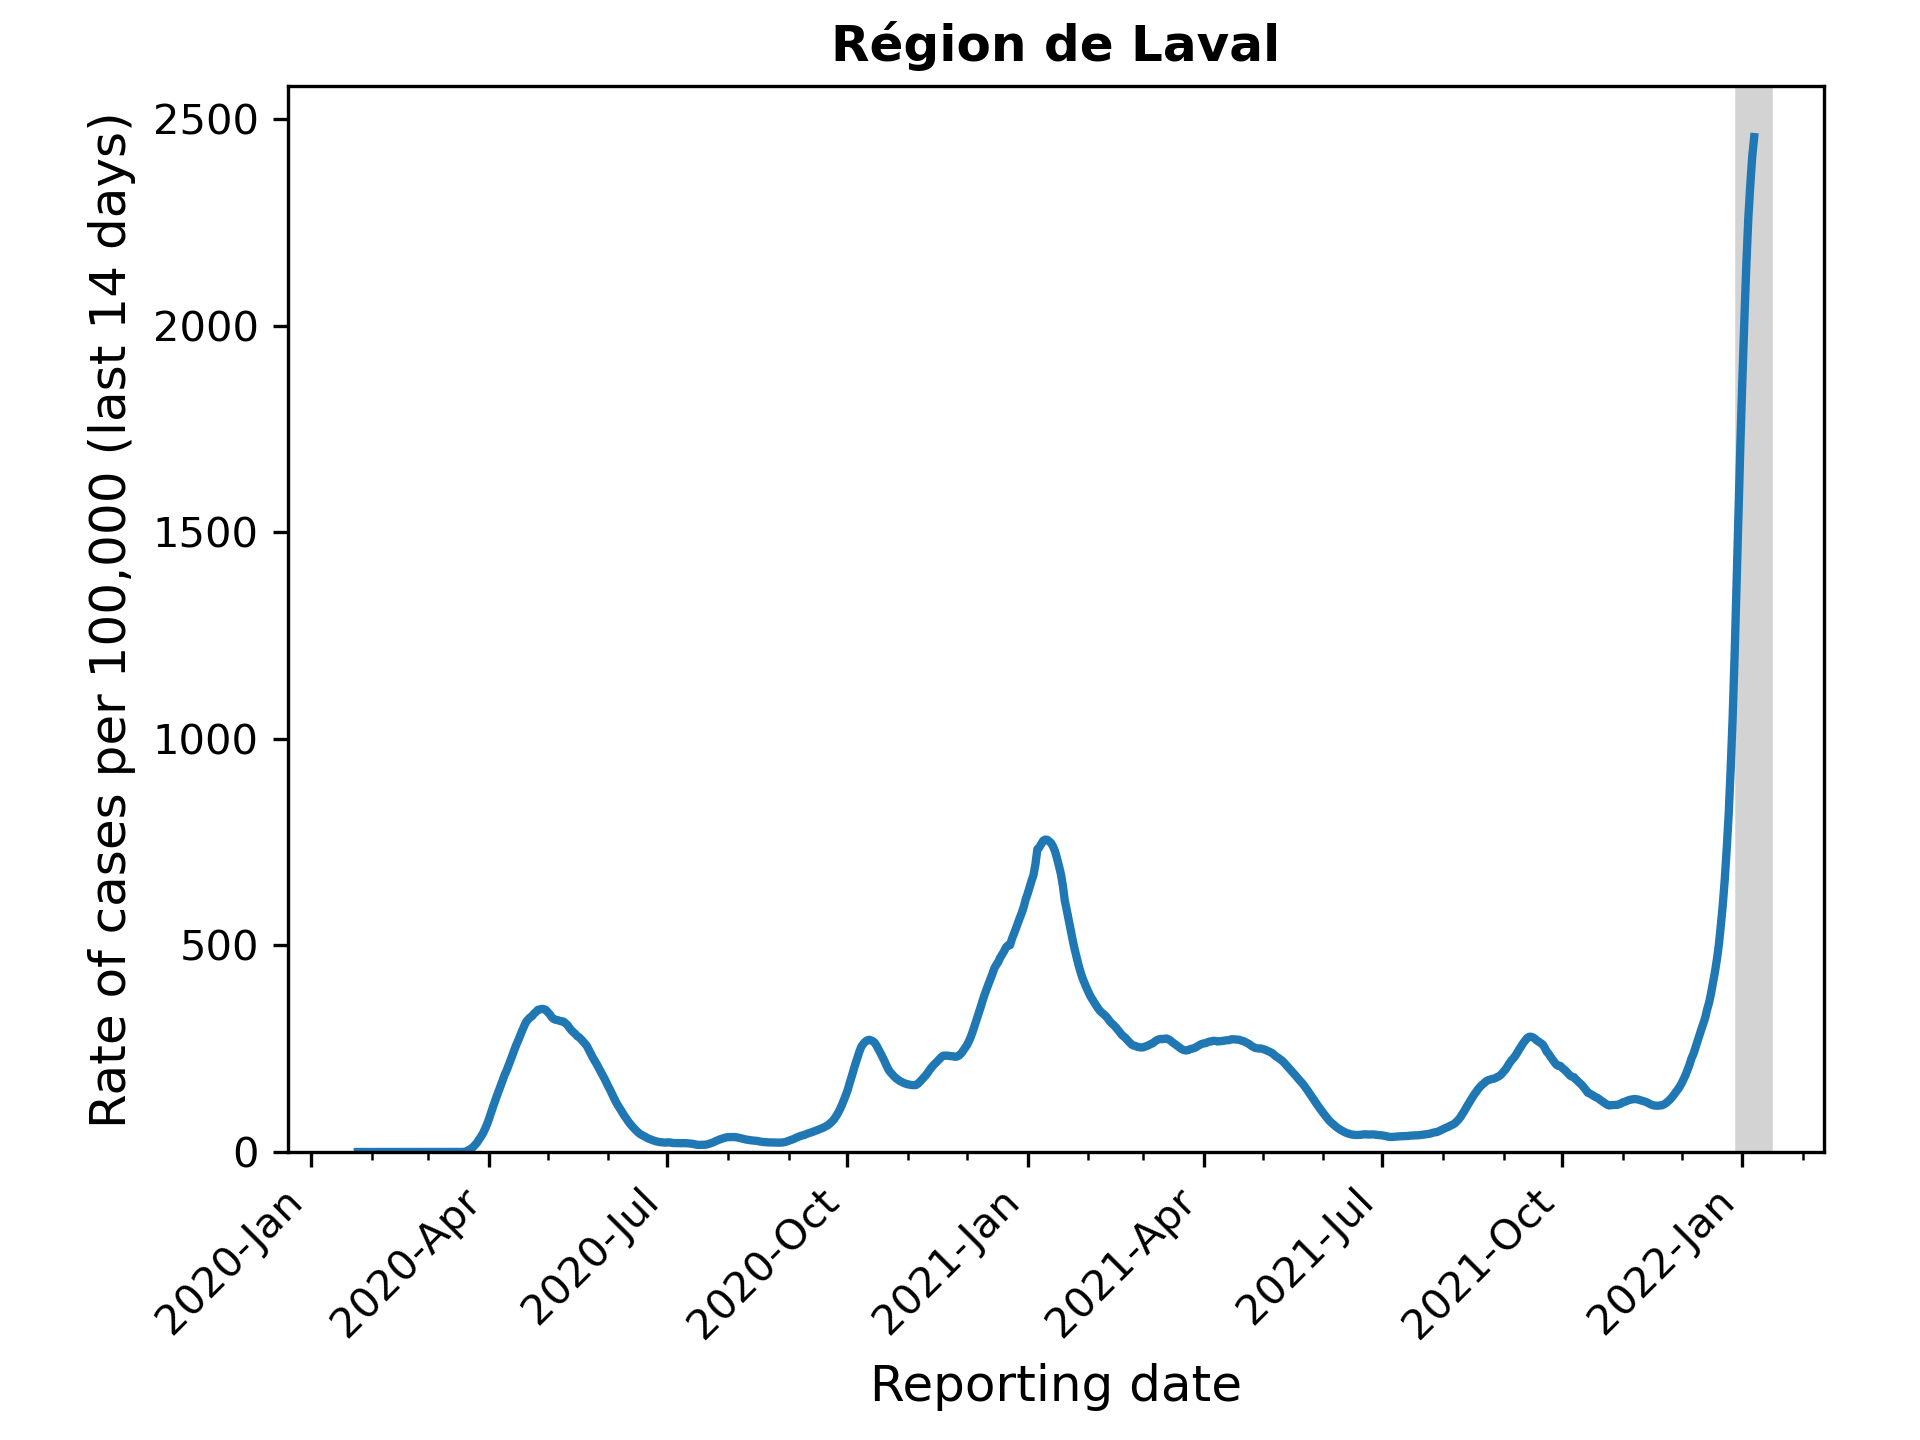 Région de Laval
Rate of cases per 100,000 (last 14 days)
2500
2000
1500
1000
500
0
2020-Jan
2020-Apr
2020-Jul
2020-Oct
2021-Jan
2021-Apr
2021-Jul
2021-Oct
2022-Jan
Reporting date